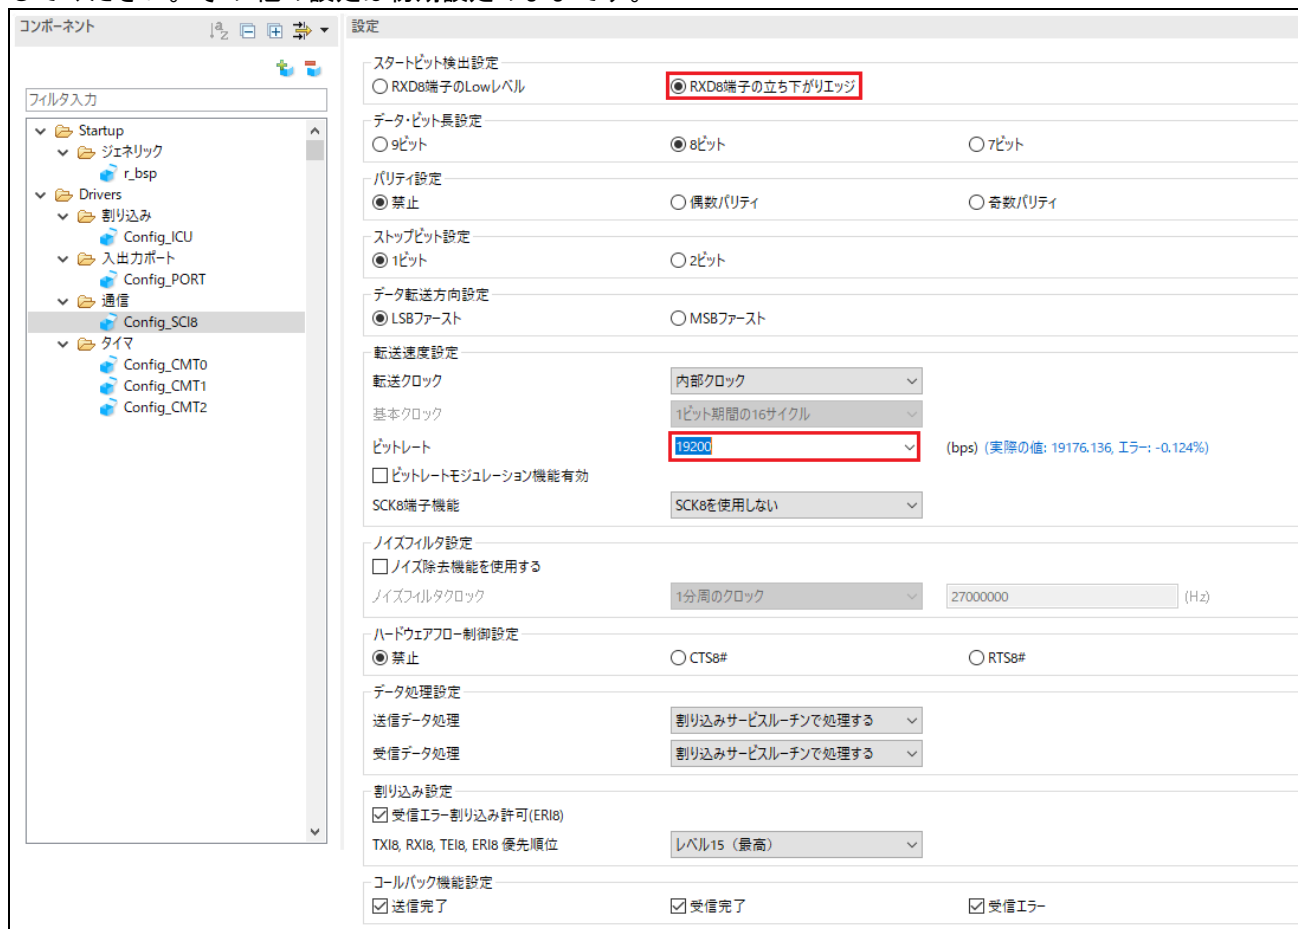 してください。その他の設定は初期設定のままです。
コンポーネント
設定
フィルタ入力
Startup
ジェネリック
r_bsp
Drivers
割り込み
Config_ICU
入出力ポート
Config_PORT
通信
Config_SCI8
タイマ
Config_CMT0
Config_CMT1
Config_CMT2
スタートビット検出設定
RXD8端子のLowレベル RXD8端子の立ち下がりエッジ
データ・ビット長設定
9ビット 8ビット 7ビット
パリティ設定
禁止 偶数パリティ 奇数パリティ
ストップビット設定
1ビット 2ビット
データ転送方向設定
LSBファースト MSBファースト
転送速度設定
転送クロック 内部クロック
基本クロック 1ビット期間の16サイクル
ビットレート 19200 (bps) (実際の値: 19176.136, エラー: -0.124%)
ビットレートモジュレーション機能有効
SCK8端子機能 SCK8を使用しない
ノイズフィルタ設定
ノイズ除去機能を使用する
ノイズフィルタクロック 1分周のクロック 27000000 (Hz)
ハードウェアフロー制御設定
禁止 CTS8# RTS8#
データ処理設定
送信データ処理 割り込みサービスルーチンで処理する
受信データ処理 割り込みサービスルーチンで処理する
割り込み設定
受信エラー割り込み許可(ERI8)
TXI8, RXI8, TEI8, ERI8 優先順位 レベル15（最高）
コールバック機能設定
送信完了 受信完了 受信エラー